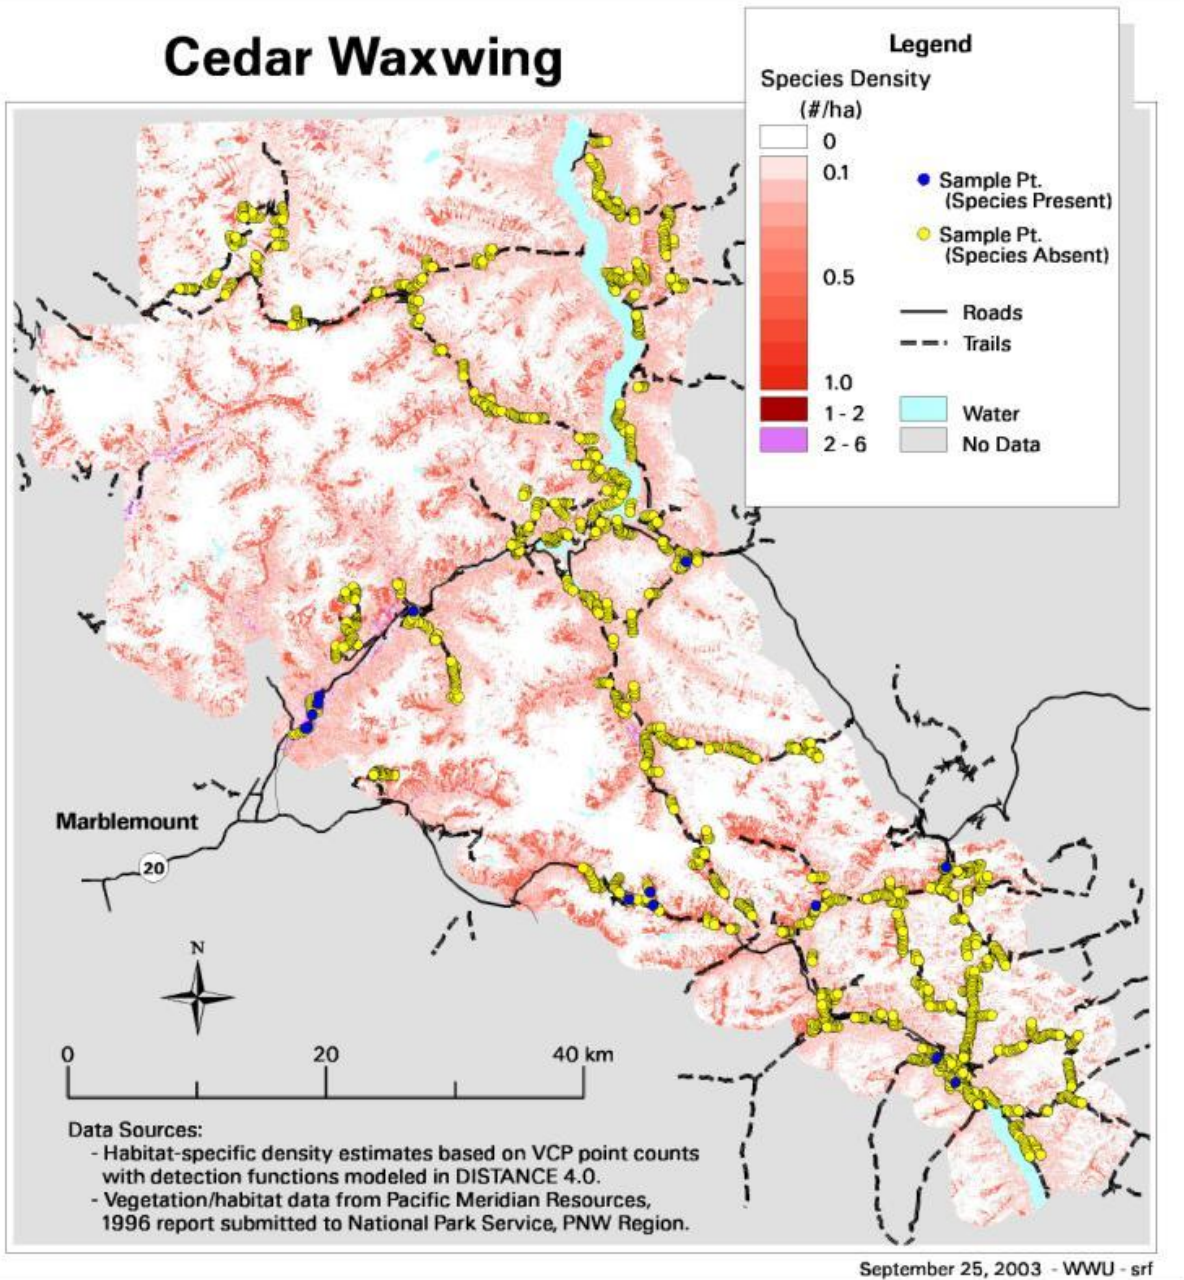 Cedar Waxwing
Legend
Species Density
(#/ha)
0
0.1
0.5
1.0
1 - 2
2 - 6
Sample Pt.
(Species Present)
Sample Pt.
(Species Absent)
Roads
Trails
Water
No Data
Marblemount
20
N
0 20 40 km
Data Sources:
- Habitat-specific density estimates based on VCP point counts
with detection functions modeled in DISTANCE 4.0.
- Vegetation/habitat data from Pacific Meridian Resources,
1996 report submitted to National Park Service, PNW Region.
September 25, 2003 - WWU - srf